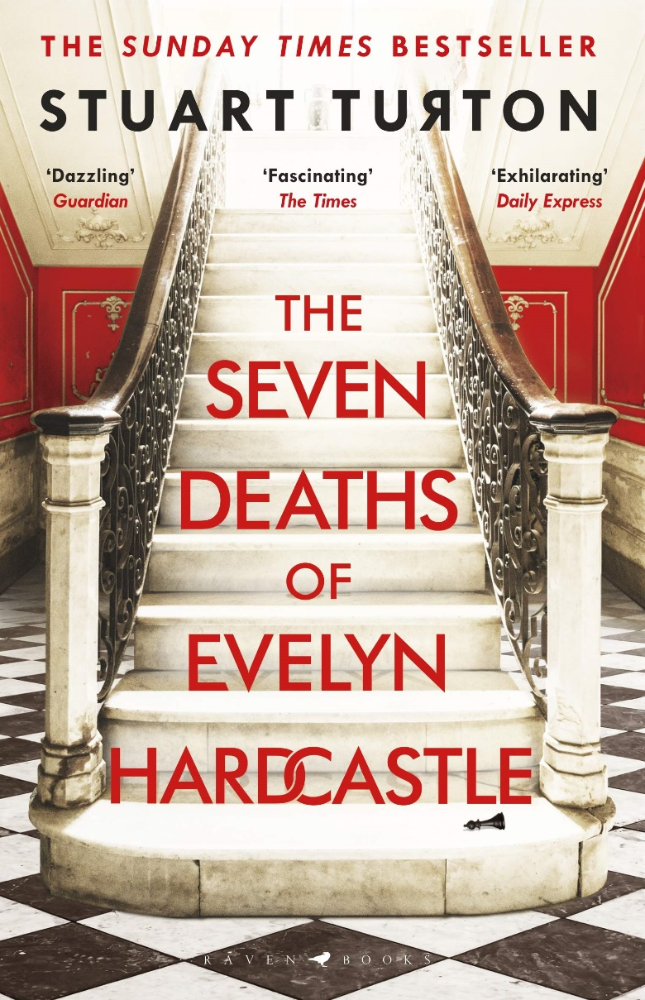 THE SUNDAY TIMES BESTSELLER
STUART TUЯTON
‘Dazzling’ ‘Fascinating’ ‘Exhilarating’
Guardian The Times Daily Express
THE
SEVEN
DEATHS
OF
EVELYN
HARDCASTLE
RAVEN BOOKS